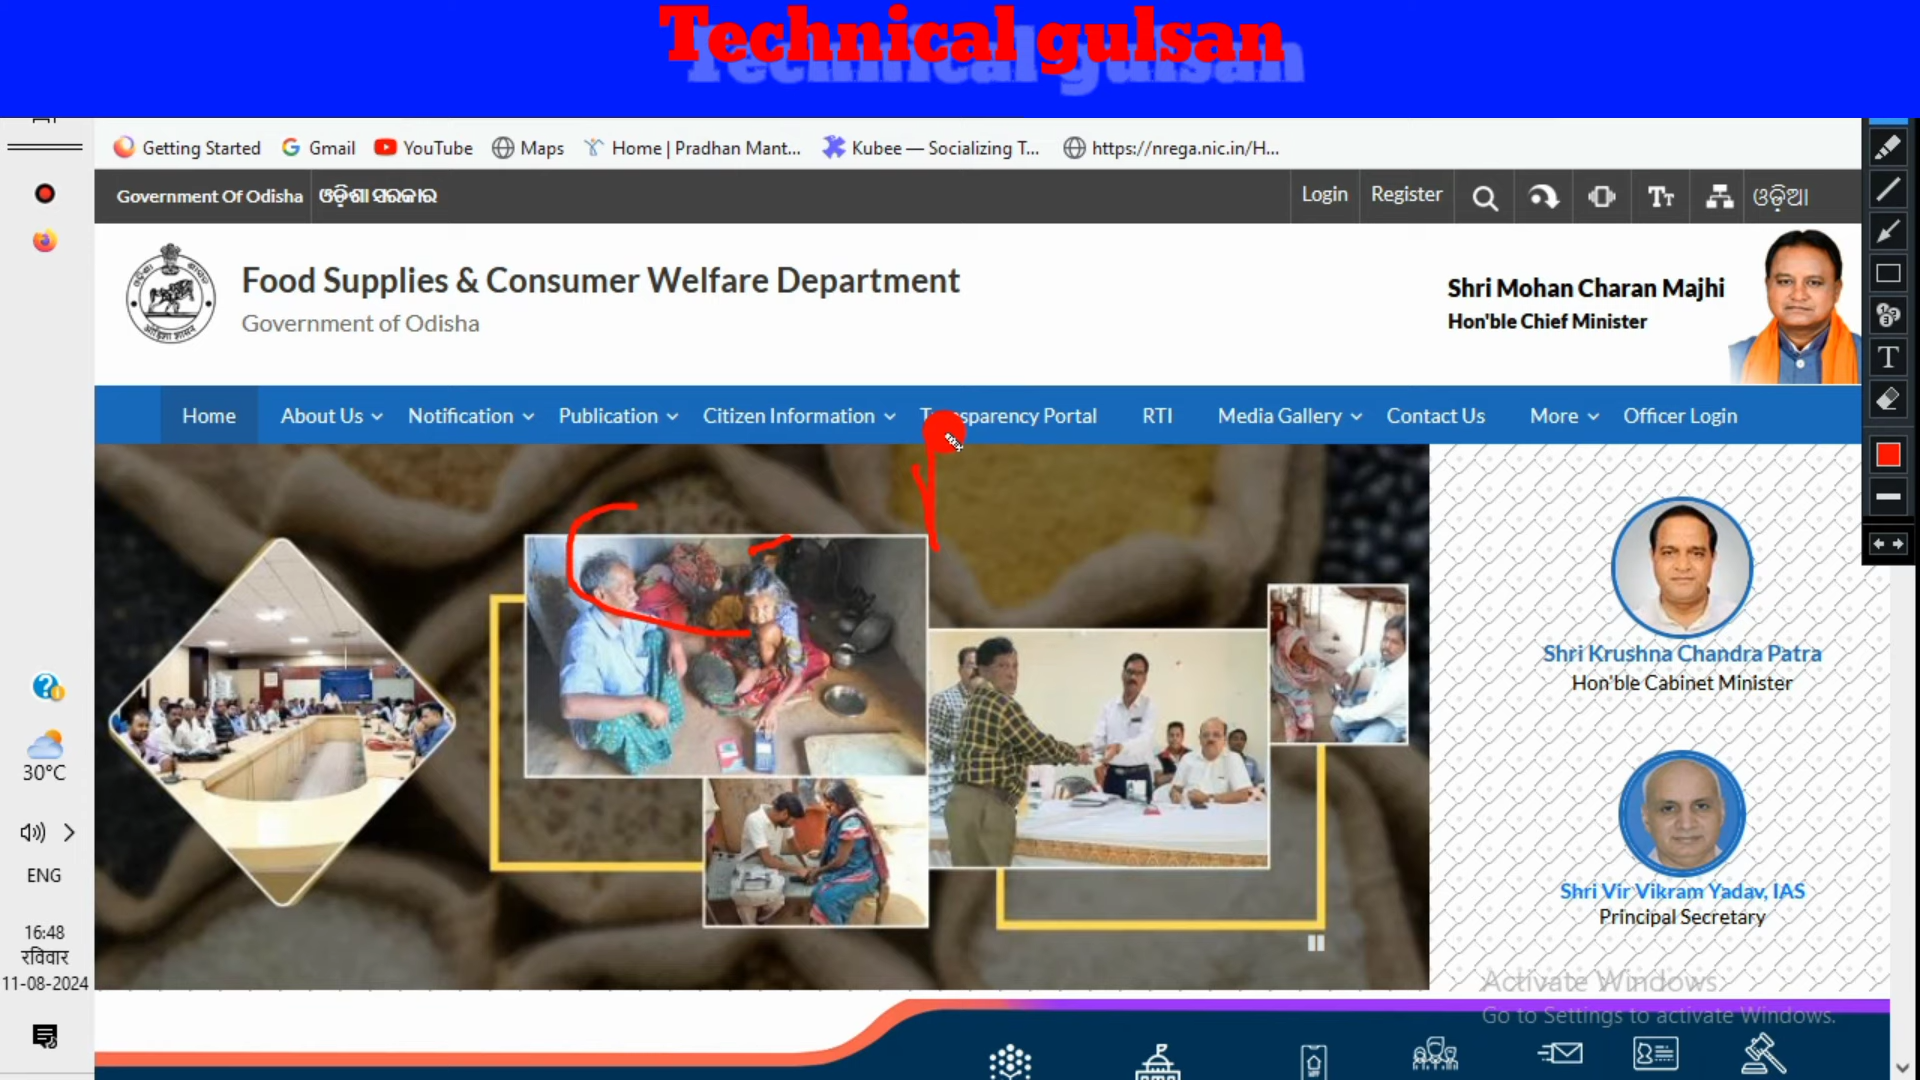 Technical gulsan
Getting Started
Gmail
YouTube
Maps
Home | Pradhan Mant...
Kubee — Socializing T...
https://nrega.nic.in/H...
Government Of Odisha
ଓଡ଼ିଶା ସରକାର
Login
Register
ଓଡ଼ିଆ
Food Supplies & Consumer Welfare Department
Government of Odisha
Shri Mohan Charan Majhi
Hon'ble Chief Minister
Home
About Us
Notification
Publication
Citizen Information
Transparency Portal
RTI
Media Gallery
Contact Us
More
Officer Login
Shri Krushna Chandra Patra
Hon'ble Cabinet Minister
Shri Vir Vikram Yadav, IAS
Principal Secretary
30°C
ENG
16:48
रविवार
11-08-2024
Activate Windows
Go to Settings to activate Windows.